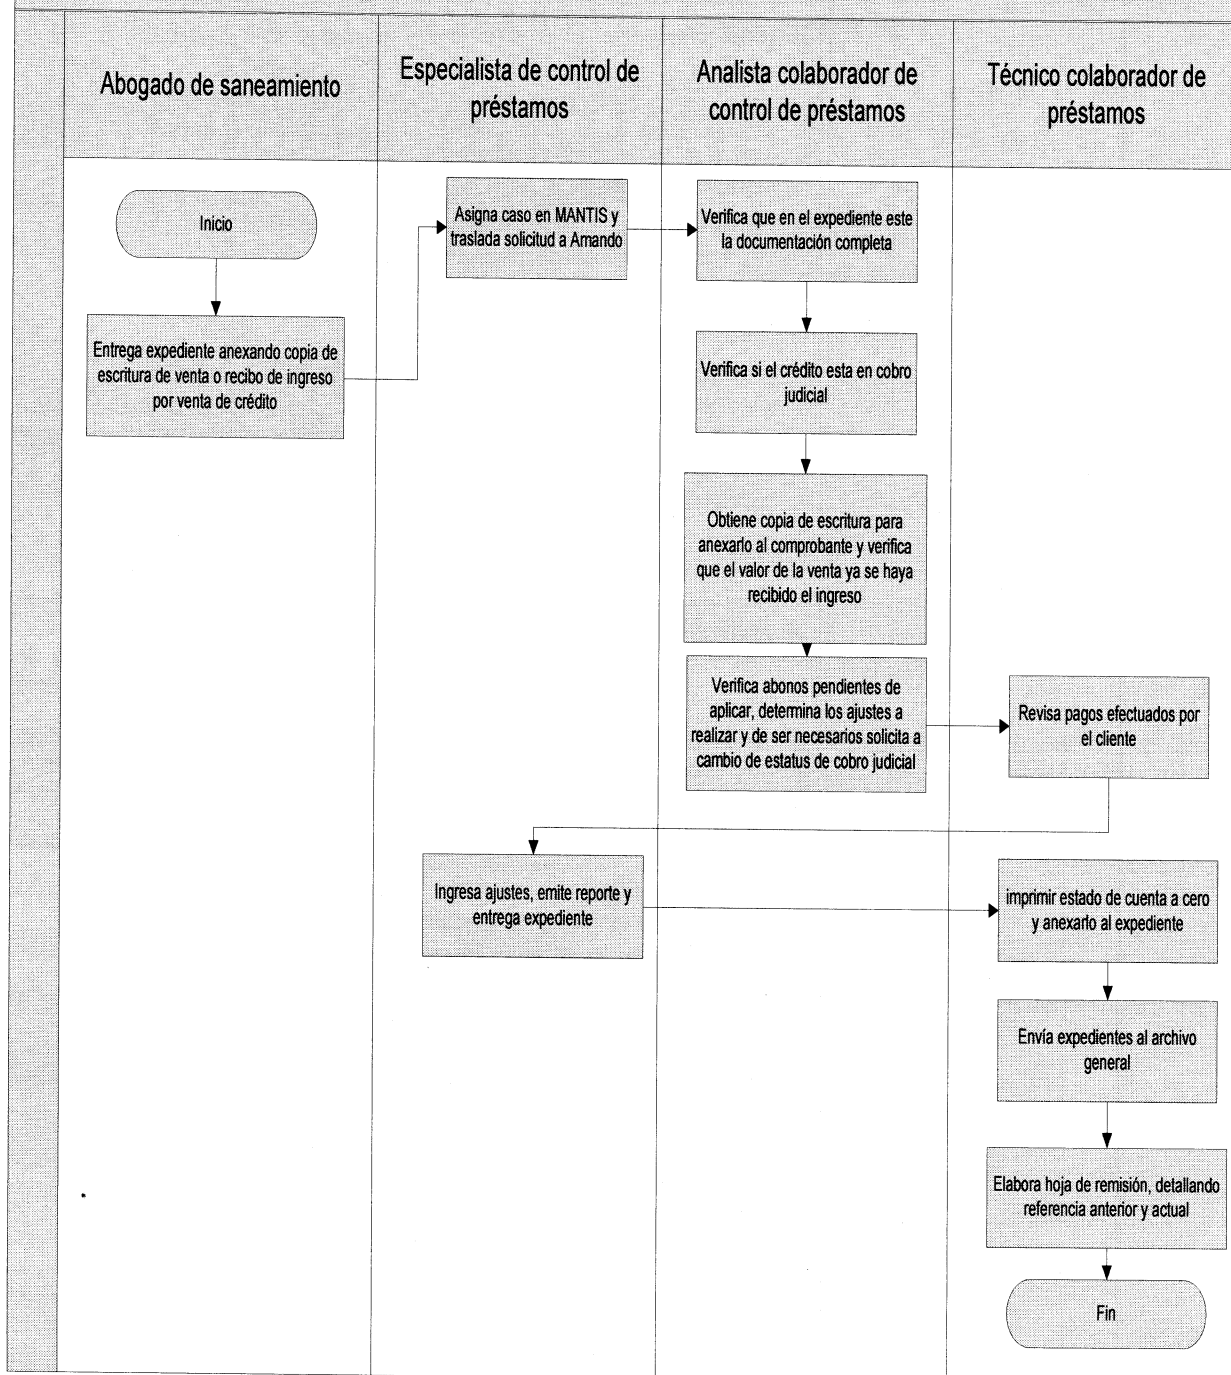 Abogado de saneamiento
Especialista de control de
préstamos
Analista colaborador de
control de préstamos
Técnico colaborador de
préstamos
Inicio
Entrega expediente anexando copia de
escritura de venta o recibo de ingreso
por venta de crédito
Asigna caso en MANTIS y
traslada solicitud a Amando
Verifica que en el expediente este
la documentación completa
Verifica si el crédito esta en cobro
judicial
Obtiene copia de escritura para
anexarlo al comprobante y verifica
que el valor de la venta ya se haya
recibido el ingreso
Verifica abonos pendientes de
aplicar, determina los ajustes a
realizar y de ser necesarios solicita a
cambio de estatus de cobro judicial
Revisa pagos efectuados por
el cliente
Ingresa ajustes, emite reporte y
entrega expediente
imprimir estado de cuenta a cero
y anexarlo al expediente
Envía expedientes al archivo
general
Elabora hoja de remisión, detallando
referencia anterior y actual
Fin